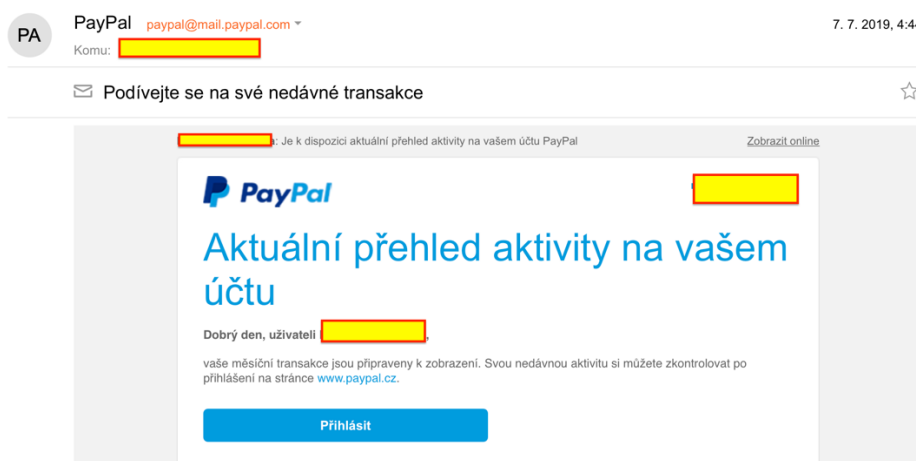 PA
PayPal paypal@mail.paypal.com
7. 7. 2019, 4:4
Komu:
Podívejte se na své nedávné transakce
: Je k dispozici aktuální přehled aktivity na vašem účtu PayPal
Zobrazit online
PayPal
Aktuální přehled aktivity na vašem
účtu
Dobrý den, uživateli ,
vaše měsíční transakce jsou připraveny k zobrazení. Svou nedávnou aktivitu si můžete zkontrolovat po
přihlášení na stránce www.paypal.cz.
Přihlásit